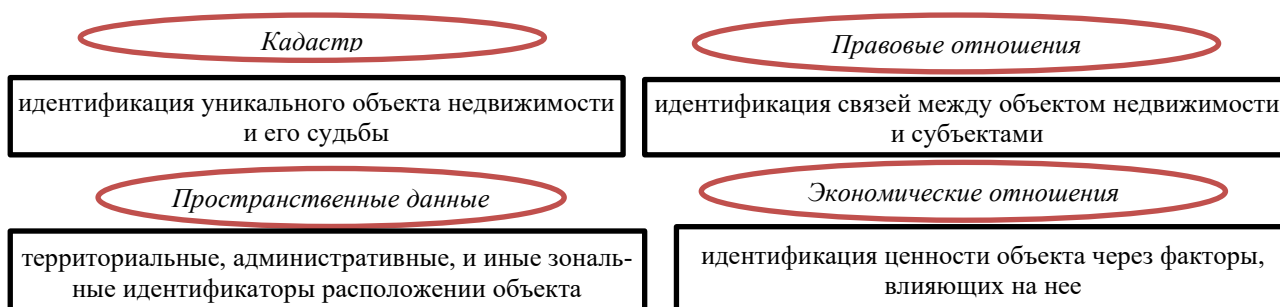 Кадастр
идентификация уникального объекта недвижимости
и его судьбы
Правовые отношения
идентификация связей между объектом недвижимости
и субъектами
Пространственные данные
территориальные, административные, и иные зональ-
ные идентификаторы расположении объекта
Экономические отношения
идентификация ценности объекта через факторы,
влияющих на нее